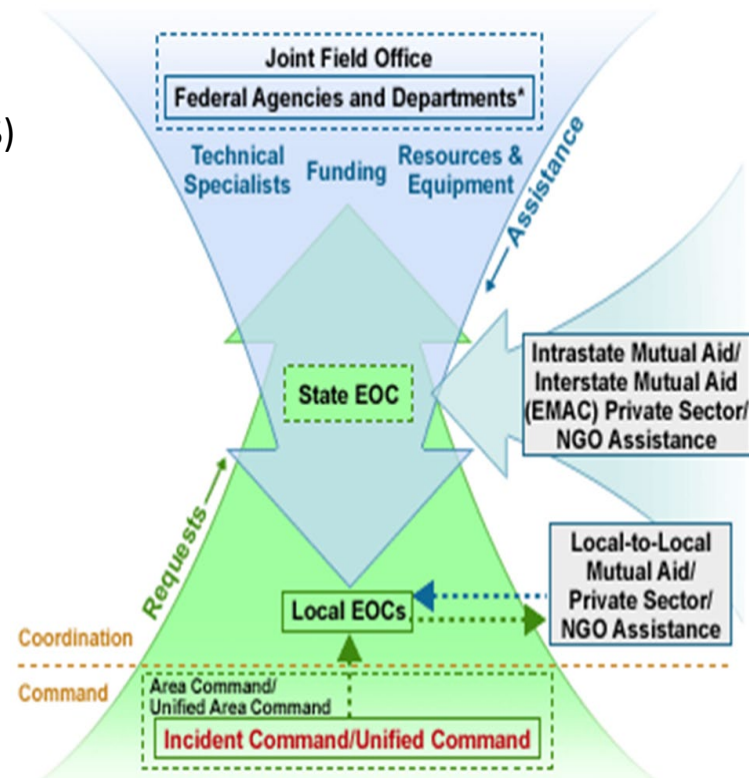 Joint Field Office
Federal Agencies and Departments*
Technical
Specialists
Funding
Resources &
Equipment
Assistance
State EOC
Intrastate Mutual Aid/
Interstate Mutual Aid
(EMAC) Private Sector/
NGO Assistance
Requests
Local EOCs
Local-to-Local
Mutual Aid/
Private Sector/
NGO Assistance
Coordination
Command
Area Command/
Unified Area Command
Incident Command/Unified Command